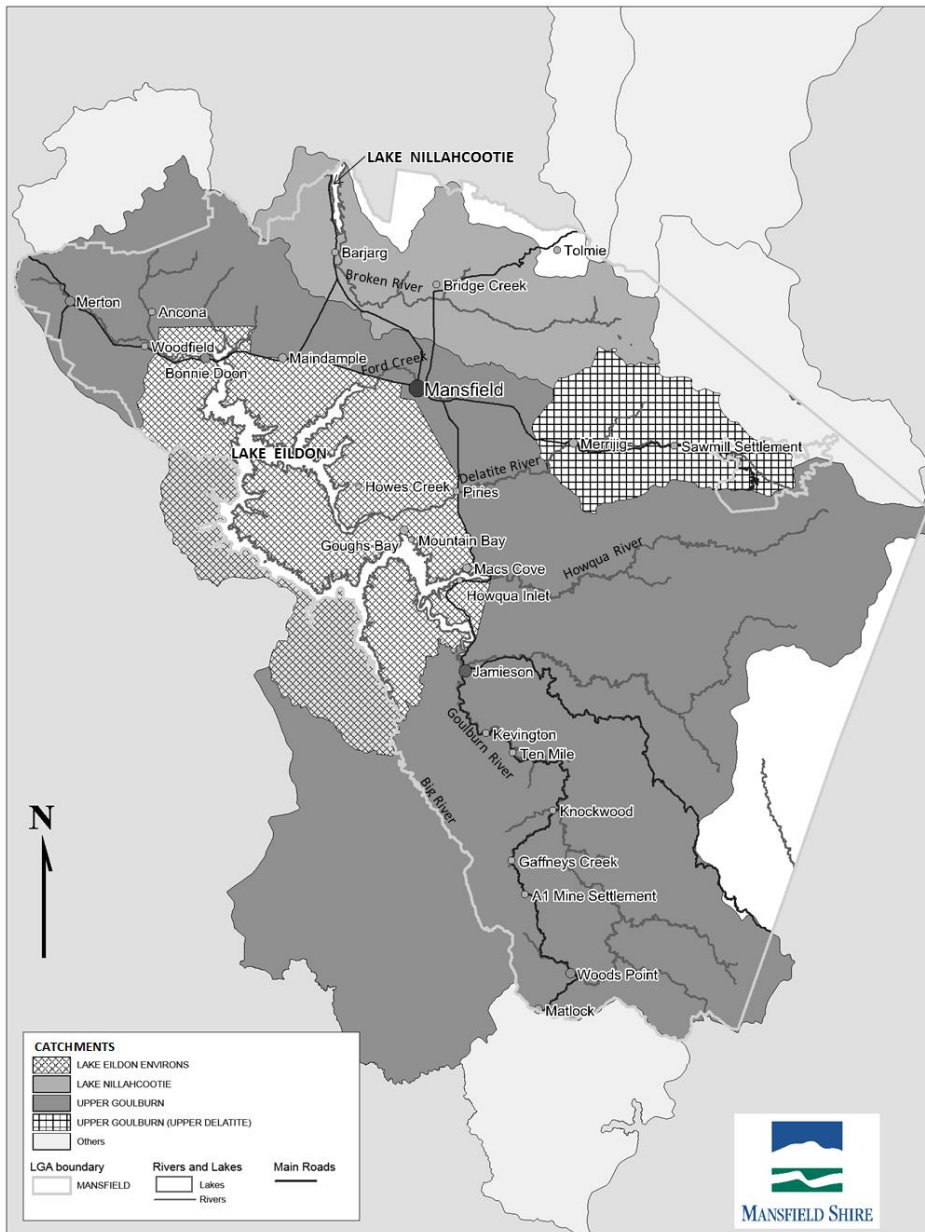 LAKE NILLAHCOOTIE
Tolmie
Barjarg
Broken River
Bridge Creek
Merton
Ancona
Woodfield
Bonnie Doon
Maindample
Ford Creek
Mansfield
LAKE EILDON
Merrijig
Sawmill Settlement
Delatite River
Howes Creek
Piries
Goughs Bay
Mountain Bay
Macs Cove
Howqua River
Howqua Inlet
Jamieson
Goulburn River
Kevington
Ten Mile
Big River
Knockwood
Gaffneys Creek
A1 Mine Settlement
Woods Point
Matlock
N
CATCHMENTS
LAKE EILDON ENVIRONS
LAKE NILLAHCOOTIE
UPPER GOULBURN
UPPER GOULBURN (UPPER DELATITE)
Others
LGA boundary
MANSFIELD
Rivers and Lakes
Lakes
Rivers
Main Roads
MANSFIELD SHIRE